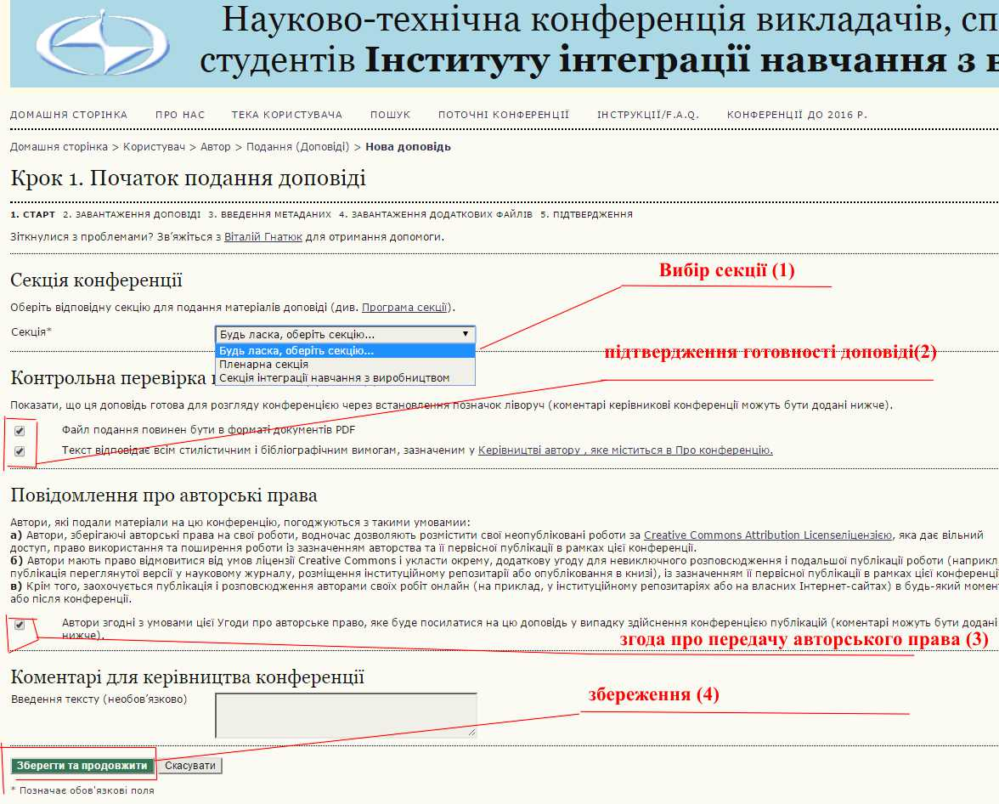 Науково-технічна конференція викладачів, сп
студентів Інституту інтеграції навчання з в
ДОМАШНЯ СТОРІНКА ПРО НАС ТЕКА КОРИСТУВАЧА ПОШУК ПОТОЧНІ КОНФЕРЕНЦІЇ ІНСТРУКЦІЇ/F.A.Q. КОНФЕРЕНЦІЇ ДО 2016 Р.
Домашня сторінка > Користувач > Автор > Подання (Доповіді) > Нова доповідь
Крок 1. Початок подання доповіді
1. СТАРТ 2. ЗАВАНТАЖЕННЯ ДОПОВІДІ 3. ВВЕДЕННЯ МЕТАДАНИХ 4. ЗАВАНТАЖЕННЯ ДОДАТКОВИХ ФАЙЛІВ 5. ПІДТВЕРДЖЕННЯ
Зіткнулися з проблемами? Зв’яжіться з Віталій Гнатюк для отримання допомоги.
Вибір секції (1)
Секція конференції
Оберіть відповідну секцію для подання матеріалів доповіді (див. Програма секції).
Секція* Будь ласка, оберіть секцію...
Будь ласка, оберіть секцію...
підтвердження готовності доповіді(2)
Пленарна секція
Секція інтеграції навчання з виробництвом
Контрольна перевірка
Показати, що ця доповідь готова для розгляду конференцією через встановлення позначок ліворуч (коментарі керівникові конференції можуть бути додані нижче).
Файл подання повинен бути в форматі документів PDF
Текст відповідає всім стилістичним і бібліографічним вимогам, зазначеним у Керівництві автору , яке міститься в Про конференцію.
Повідомлення про авторські права
Автори, які подали матеріали на цю конференцію, погоджуються з такими умовамии:
а) Автори, зберігаючі авторські права на свої роботи, водночас дозволяють розмістити свої неопубліковані роботи за Creative Commons Attribution Licenseліцензією, яка дає вільний
доступ, право використання та поширення роботи із зазначенням авторства та її первісної публікації в рамках цієї конференції.
б) Автори мають право відмовитися від умов ліцензії Creative Commons і укласти окрему, додаткову угоду для невиключного розповсюдження і подальшої публікації роботи (наприкл
публікація переглянутої версії у науковому журналу, розміщення інституційному репозитарії або опубліковання в книзі), із зазначенням її первісної публікації в рамках цієї конференції
в) Крім того, заохочується публікація і розповсюдження авторами своїх робіт онлайн (на приклад, у інституційному репозитаріях або на власних Інтернет-сайтах) в будь-який момен
або після конференції.
Автори згодні з умовами цієї Угоди про авторське право, яке буде посилатися на цю доповідь у випадку здійснення конференцією публікацій (коментарі можуть бути додані
нижче).
згода про передачу авторського права (3)
Коментарі для керівництва конференції
Введення тексту (необов’язково)
збереження (4)
Зберегти та продовжити Скасувати
* Позначає обов'язкові поля